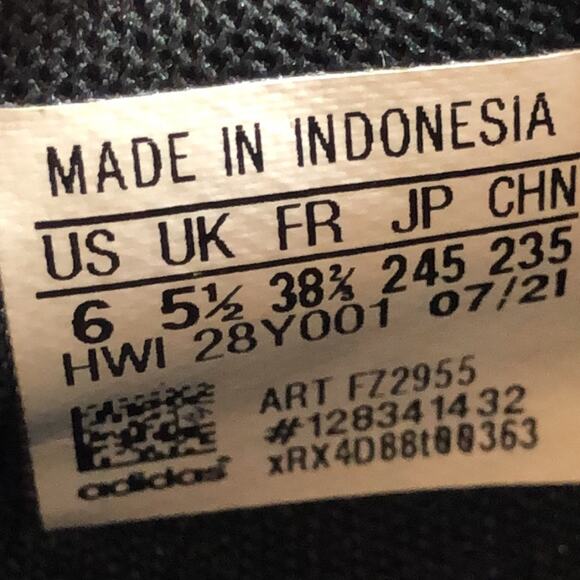 MADE IN INDONESIA
US UK FR JP CHN
6 5½ 38⅔ 245 235
HWI 28Y001 07/21
ART FZ2955
#128341432
xRX4D88t00363
adidas